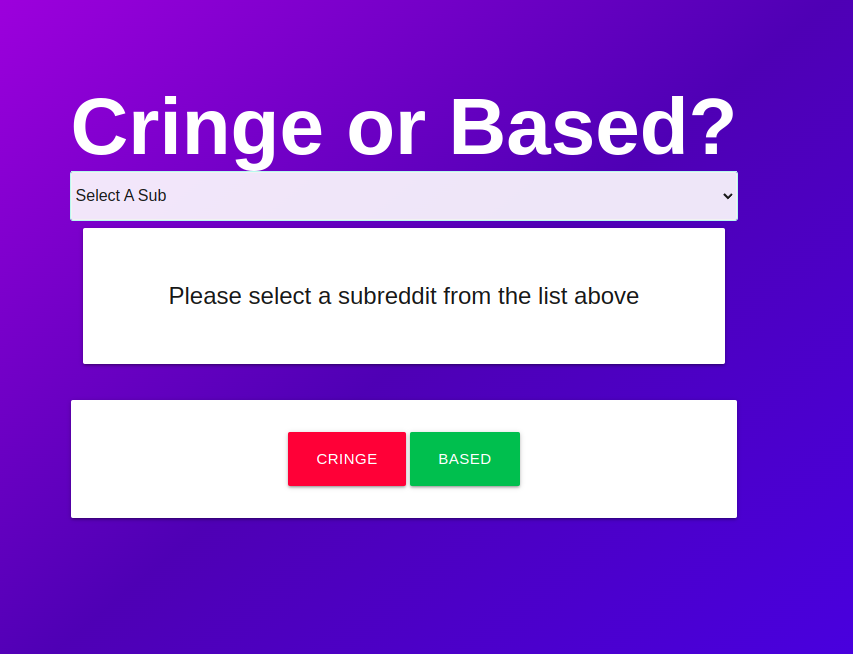 Cringe or Based?
Select A Sub
Please select a subreddit from the list above
CRINGE BASED